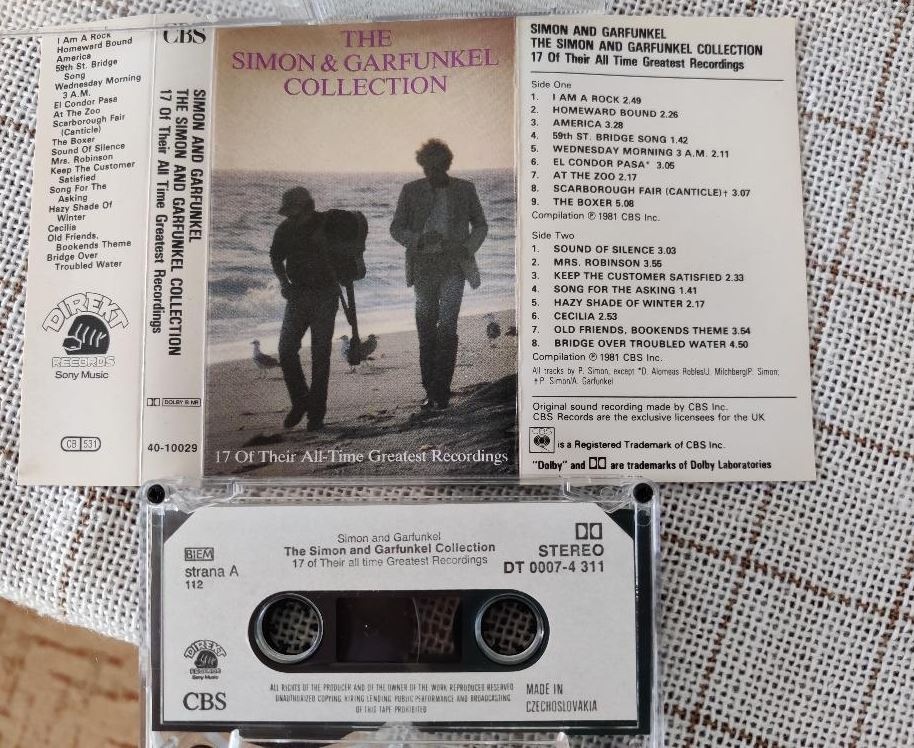 I Am A Rock
Homeward Bound
America
59th St. Bridge
Song
Wednesday Morning
3 A.M.
El Condor Pasa
At The Zoo
Scarborough Fair
(Canticle)
The Boxer
Sound Of Silence
Mrs. Robinson
Keep The Customer
Satisfied
Song For The
Asking
Hazy Shade Of
Winter
Cecilia
Old Friends,
Bookends Theme
Bridge Over
Troubled Water
DIREKT
RECORDS
Sony Music
CB 531
CBS
SIMON AND GARFUNKEL
THE SIMON AND GARFUNKEL COLLECTION
17 Of Their All Time Greatest Recordings
DOLBY B NR
40-10029
THE
SIMON & GARFUNKEL
COLLECTION
17 Of Their All-Time Greatest Recordings
SIMON AND GARFUNKEL
THE SIMON AND GARFUNKEL COLLECTION
17 Of Their All Time Greatest Recordings
Side One
1. I AM A ROCK 2.49
2. HOMEWARD BOUND 2.26
3. AMERICA 3.28
4. 59th ST. BRIDGE SONG 1.42
5. WEDNESDAY MORNING 3 A.M. 2.11
6. EL CONDOR PASA* 3.05
7. AT THE ZOO 2.17
8. SCARBOROUGH FAIR (CANTICLE)† 3.07
9. THE BOXER 5.08
Compilation ℗ 1981 CBS Inc.
Side Two
1. SOUND OF SILENCE 3.03
2. MRS. ROBINSON 3.55
3. KEEP THE CUSTOMER SATISFIED 2.33
4. SONG FOR THE ASKING 1.41
5. HAZY SHADE OF WINTER 2.17
6. CECILIA 2.53
7. OLD FRIENDS, BOOKENDS THEME 3.54
8. BRIDGE OVER TROUBLED WATER 4.50
Compilation ℗ 1981 CBS Inc.
All tracks by P. Simon, except *D. Alomeas Robles/J. Milchberg/P. Simon;
†P. Simon/A. Garfunkel
Original sound recording made by CBS Inc.
CBS Records are the exclusive licensees for the UK
CBS is a Registered Trademark of CBS Inc.
"Dolby" and are trademarks of Dolby Laboratories
Simon and Garfunkel
The Simon and Garfunkel Collection
17 of Their all time Greatest Recordings
BIEM
strana A
112
STEREO
DT 0007-4 311
DIREKT
RECORDS
Sony Music
CBS
ALL RIGHTS OF THE PRODUCER AND OF THE OWNER OF THE WORK REPRODUCED RESERVED
UNAUTHORIZED COPYING HIRING LENDING PUBLIC PERFORMANCE AND BROADCASTING
OF THIS TAPE PROHIBITED
MADE IN
CZECHOSLOVAKIA